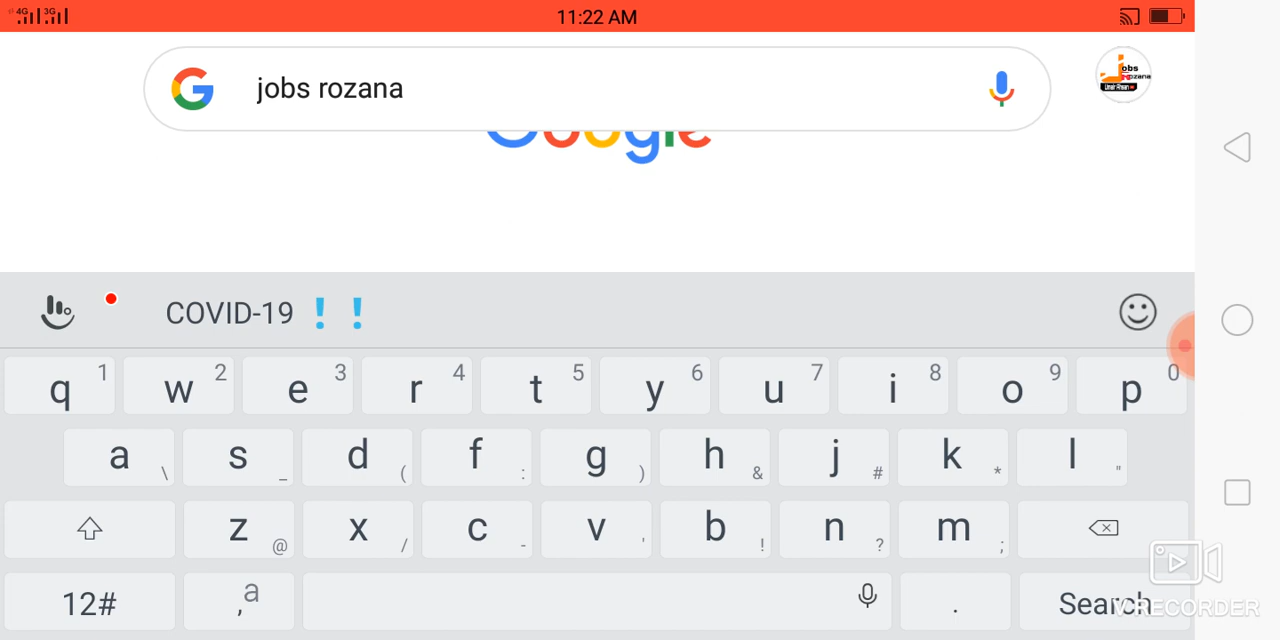 4G 3G 11:22 AM
jobs rozana
Jobs
Rozana
Google
COVID-19 ! !
q 1 w 2 e 3 r 4 t 5 y 6 u 7 i 8 o 9 p 0
a \ s _ d ( f : g ) h & j # k * l "
z @ x / c - v ' b ! n ? m ;
12# , a . Search
V RECORDER